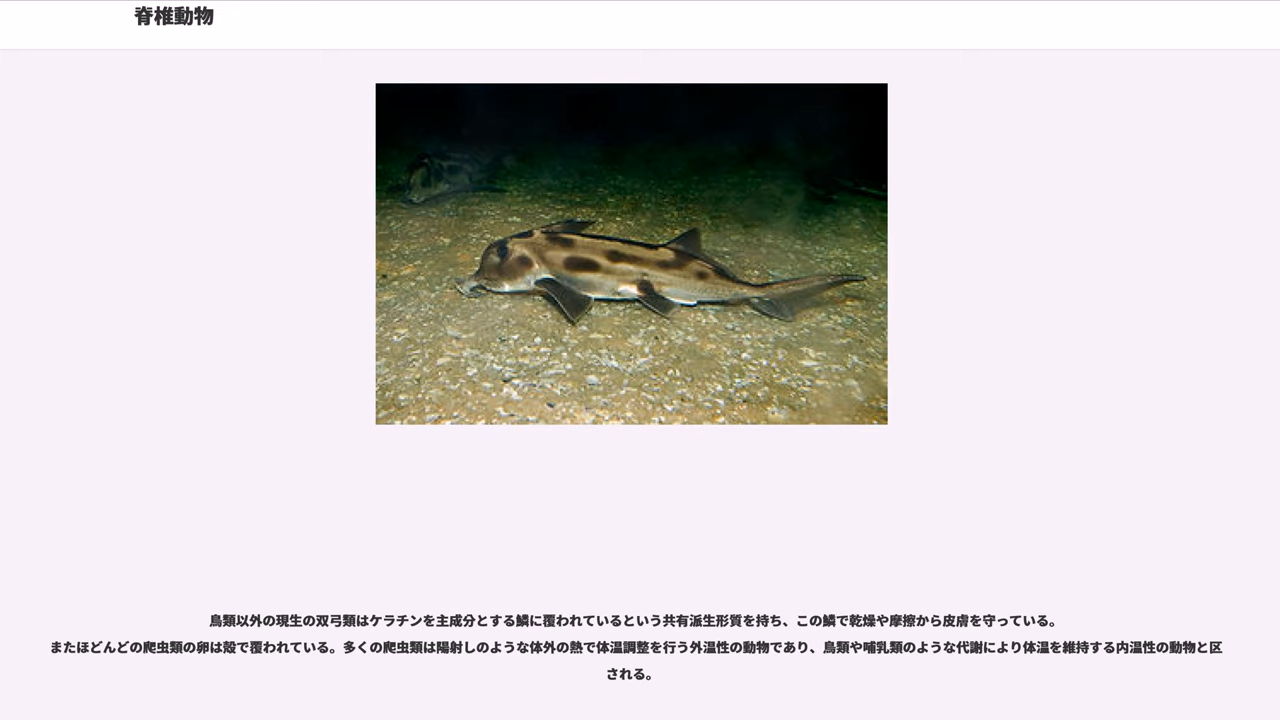 脊椎動物
鳥類以外の現生の双弓類はケラチンを主成分とする鱗に覆われているという共有派生形質を持ち、この鱗で乾燥や摩擦から皮膚を守っている。
またほどんどの爬虫類の卵は殻で覆われている。多くの爬虫類は陽射しのような体外の熱で体温調整を行う外温性の動物であり、鳥類や哺乳類のような代謝により体温を維持する内温性の動物と区
される。